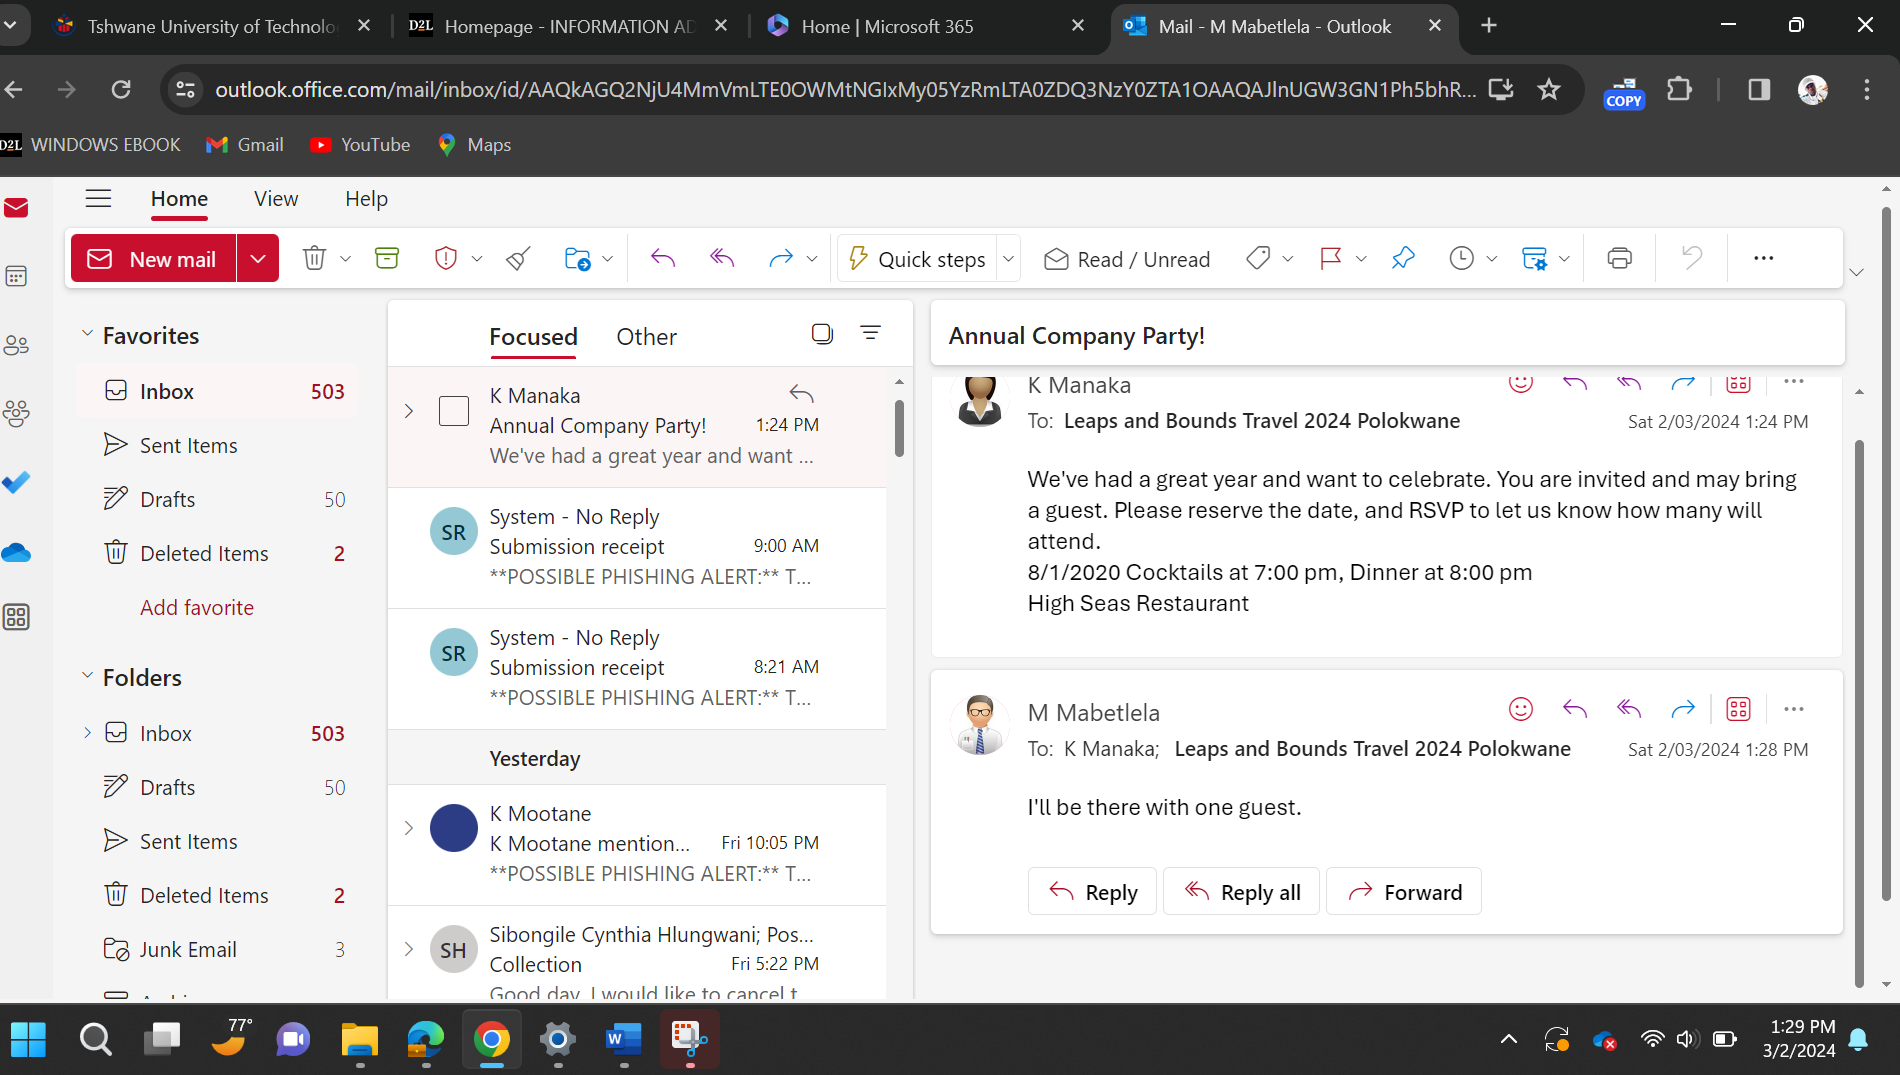 Tshwane University of Technolo
D2L Homepage - INFORMATION AD
Home | Microsoft 365
Mail - M Mabetlela - Outlook
outlook.office.com/mail/inbox/id/AAQkAGQ2NjU4MmVmLTE0OWMtNGIxMy05YzRmLTA0ZDQ3NzY0ZTA1OAAQAJlnUGW3GN1Ph5bhR...
COPY
D2L WINDOWS EBOOK
Gmail
YouTube
Maps
Home
View
Help
New mail
Quick steps
Read / Unread
Favorites
Inbox 503
Sent Items
Drafts 50
Deleted Items 2
Add favorite
Folders
Inbox 503
Drafts 50
Sent Items
Deleted Items 2
Junk Email 3
Focused
Other
K Manaka
Annual Company Party! 1:24 PM
We've had a great year and want ...
SR
System - No Reply
Submission receipt 9:00 AM
**POSSIBLE PHISHING ALERT:** T...
SR
System - No Reply
Submission receipt 8:21 AM
**POSSIBLE PHISHING ALERT:** T...
Yesterday
K Mootane
K Mootane mention... Fri 10:05 PM
**POSSIBLE PHISHING ALERT:** T...
SH
Sibongile Cynthia Hlungwani; Pos...
Collection Fri 5:22 PM
Good day, I would like to cancel t
Annual Company Party!
K Manaka
To: Leaps and Bounds Travel 2024 Polokwane Sat 2/03/2024 1:24 PM
We've had a great year and want to celebrate. You are invited and may bring
a guest. Please reserve the date, and RSVP to let us know how many will
attend.
8/1/2020 Cocktails at 7:00 pm, Dinner at 8:00 pm
High Seas Restaurant
M Mabetlela
To: K Manaka; Leaps and Bounds Travel 2024 Polokwane Sat 2/03/2024 1:28 PM
I'll be there with one guest.
Reply
Reply all
Forward
77°
W
1:29 PM
3/2/2024